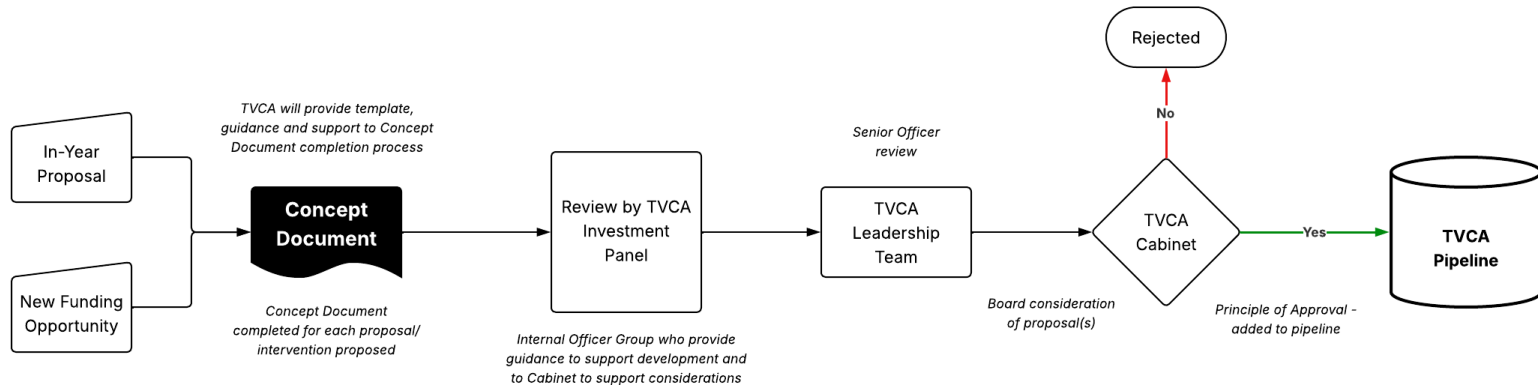 In-Year
Proposal
New Funding
Opportunity
TVCA will provide template,
guidance and support to Concept
Document completion process
Concept
Document
Concept Document
completed for each proposal/
intervention proposed
Review by TVCA
Investment
Panel
Internal Officer Group who provide
guidance to support development and
to Cabinet to support considerations
Senior Officer
review
TVCA
Leadership
Team
Board consideration
of proposal(s)
Rejected
No
TVCA
Cabinet
Yes
Principle of Approval -
added to pipeline
TVCA
Pipeline